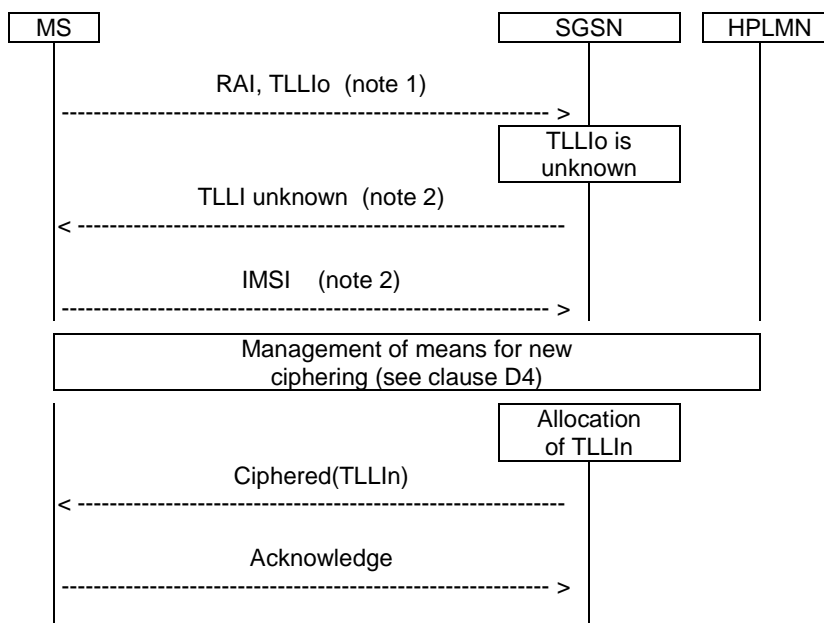 MS SGSN HPLMN
RAI, TLLIo (note 1)
---------------------------------------------------------------- >
TLLIo is
unknown
TLLI unknown (note 2)
< ----------------------------------------------------------------
IMSI (note 2)
---------------------------------------------------------------- >
Management of means for new
ciphering (see clause D4)
Allocation
of TLLIn
Ciphered(TLLIn)
< ----------------------------------------------------------------
Acknowledge
---------------------------------------------------------------- >